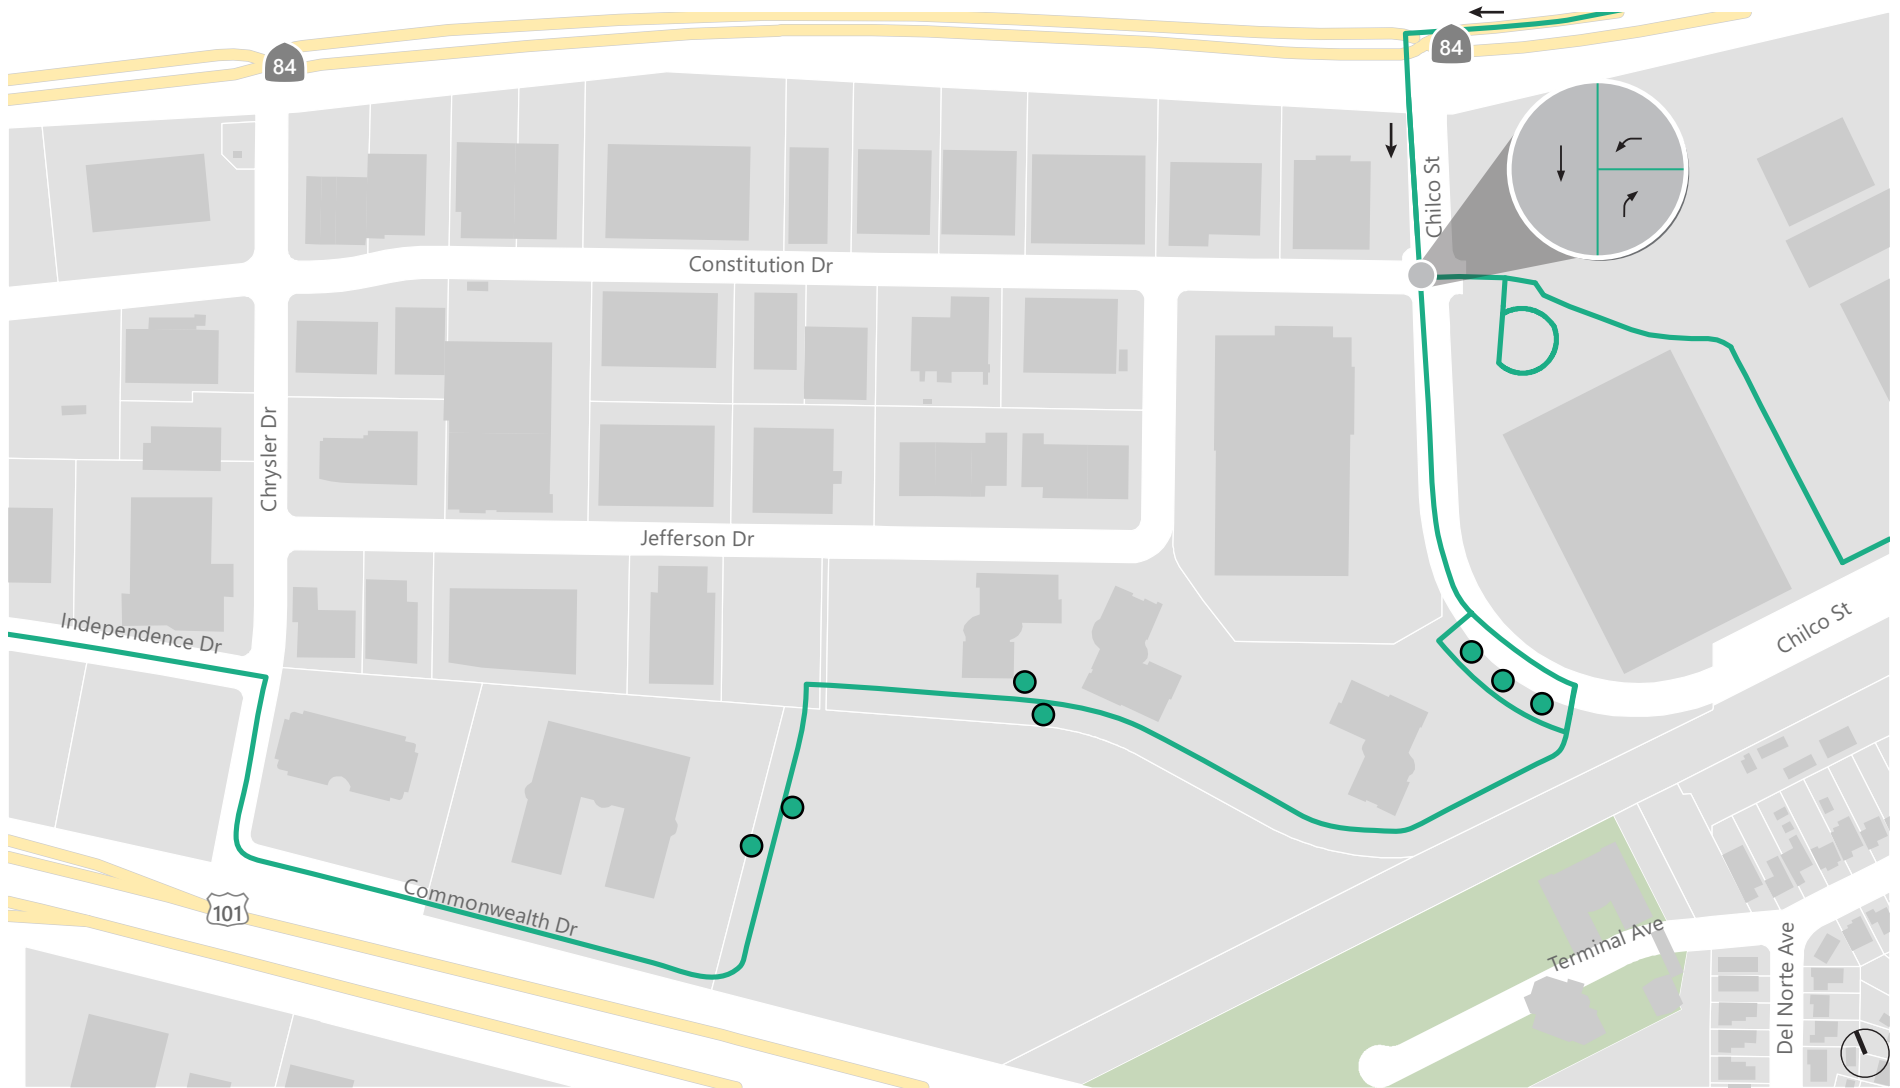 84
84
Chilco St
Constitution Dr
Chrysler Dr
Jefferson Dr
Independence Dr
Chilco St
Commonwealth Dr
101
Terminal Ave
Del Norte Ave